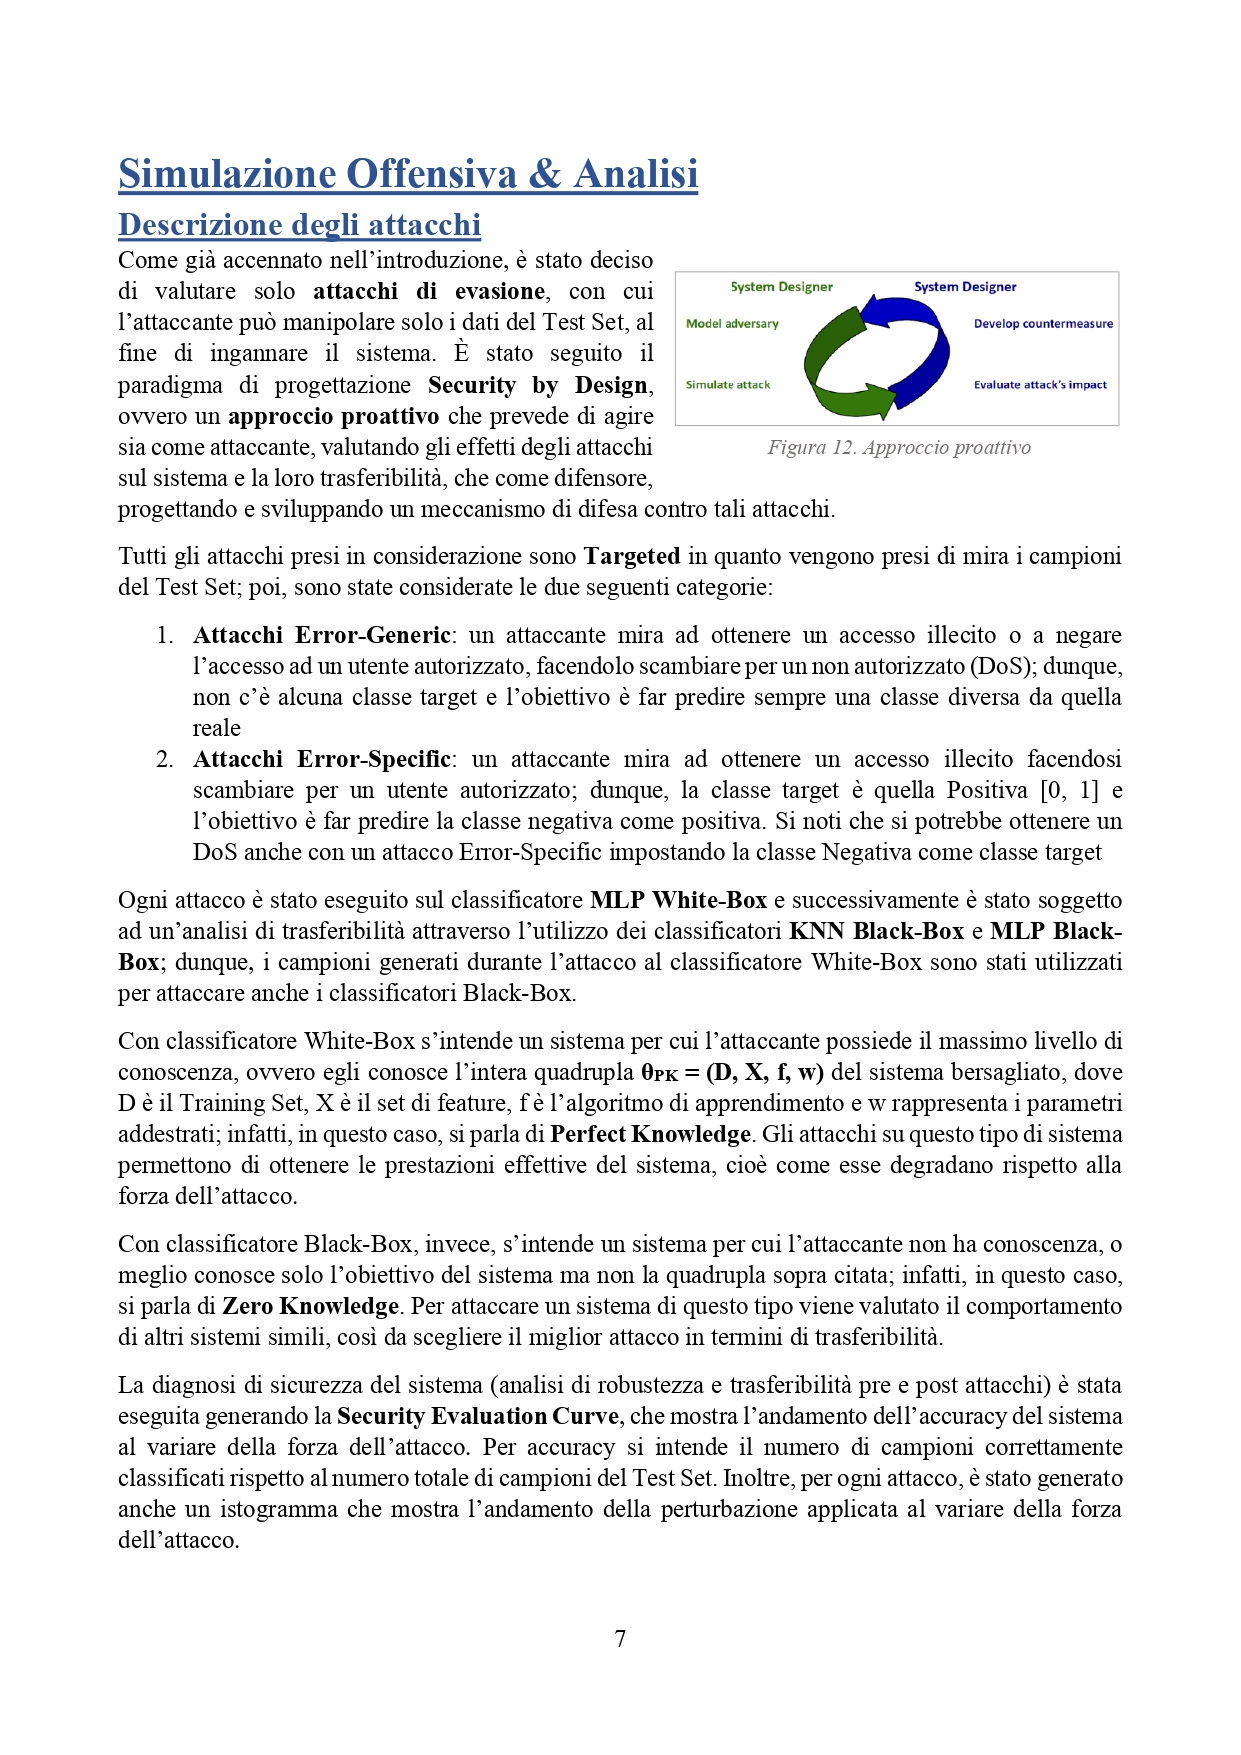 Simulazione Offensiva & Analisi
Descrizione degli attacchi
Come già accennato nell’introduzione, è stato deciso
di valutare solo attacchi di evasione, con cui
l’attaccante può manipolare solo i dati del Test Set, al
fine di ingannare il sistema. È stato seguito il
paradigma di progettazione Security by Design,
ovvero un approccio proattivo che prevede di agire
sia come attaccante, valutando gli effetti degli attacchi
sul sistema e la loro trasferibilità, che come difensore,
progettando e sviluppando un meccanismo di difesa contro tali attacchi.
System Designer
System Designer
Model adversary
Develop countermeasure
Simulate attack
Evaluate attack’s impact
Figura 12. Approccio proattivo
Tutti gli attacchi presi in considerazione sono Targeted in quanto vengono presi di mira i campioni
del Test Set; poi, sono state considerate le due seguenti categorie:
1. Attacchi Error-Generic: un attaccante mira ad ottenere un accesso illecito o a negare
l’accesso ad un utente autorizzato, facendolo scambiare per un non autorizzato (DoS); dunque,
non c’è alcuna classe target e l’obiettivo è far predire sempre una classe diversa da quella
reale
2. Attacchi Error-Specific: un attaccante mira ad ottenere un accesso illecito facendosi
scambiare per un utente autorizzato; dunque, la classe target è quella Positiva [0, 1] e
l’obiettivo è far predire la classe negativa come positiva. Si noti che si potrebbe ottenere un
DoS anche con un attacco Error-Specific impostando la classe Negativa come classe target
Ogni attacco è stato eseguito sul classificatore MLP White-Box e successivamente è stato soggetto
ad un’analisi di trasferibilità attraverso l’utilizzo dei classificatori KNN Black-Box e MLP Black-
Box; dunque, i campioni generati durante l’attacco al classificatore White-Box sono stati utilizzati
per attaccare anche i classificatori Black-Box.
Con classificatore White-Box s’intende un sistema per cui l’attaccante possiede il massimo livello di
conoscenza, ovvero egli conosce l’intera quadrupla θPK = (D, X, f, w) del sistema bersagliato, dove
D è il Training Set, X è il set di feature, f è l’algoritmo di apprendimento e w rappresenta i parametri
addestrati; infatti, in questo caso, si parla di Perfect Knowledge. Gli attacchi su questo tipo di sistema
permettono di ottenere le prestazioni effettive del sistema, cioè come esse degradano rispetto alla
forza dell’attacco.
Con classificatore Black-Box, invece, s’intende un sistema per cui l’attaccante non ha conoscenza, o
meglio conosce solo l’obiettivo del sistema ma non la quadrupla sopra citata; infatti, in questo caso,
si parla di Zero Knowledge. Per attaccare un sistema di questo tipo viene valutato il comportamento
di altri sistemi simili, così da scegliere il miglior attacco in termini di trasferibilità.
La diagnosi di sicurezza del sistema (analisi di robustezza e trasferibilità pre e post attacchi) è stata
eseguita generando la Security Evaluation Curve, che mostra l’andamento dell’accuracy del sistema
al variare della forza dell’attacco. Per accuracy si intende il numero di campioni correttamente
classificati rispetto al numero totale di campioni del Test Set. Inoltre, per ogni attacco, è stato generato
anche un istogramma che mostra l’andamento della perturbazione applicata al variare della forza
dell’attacco.
7